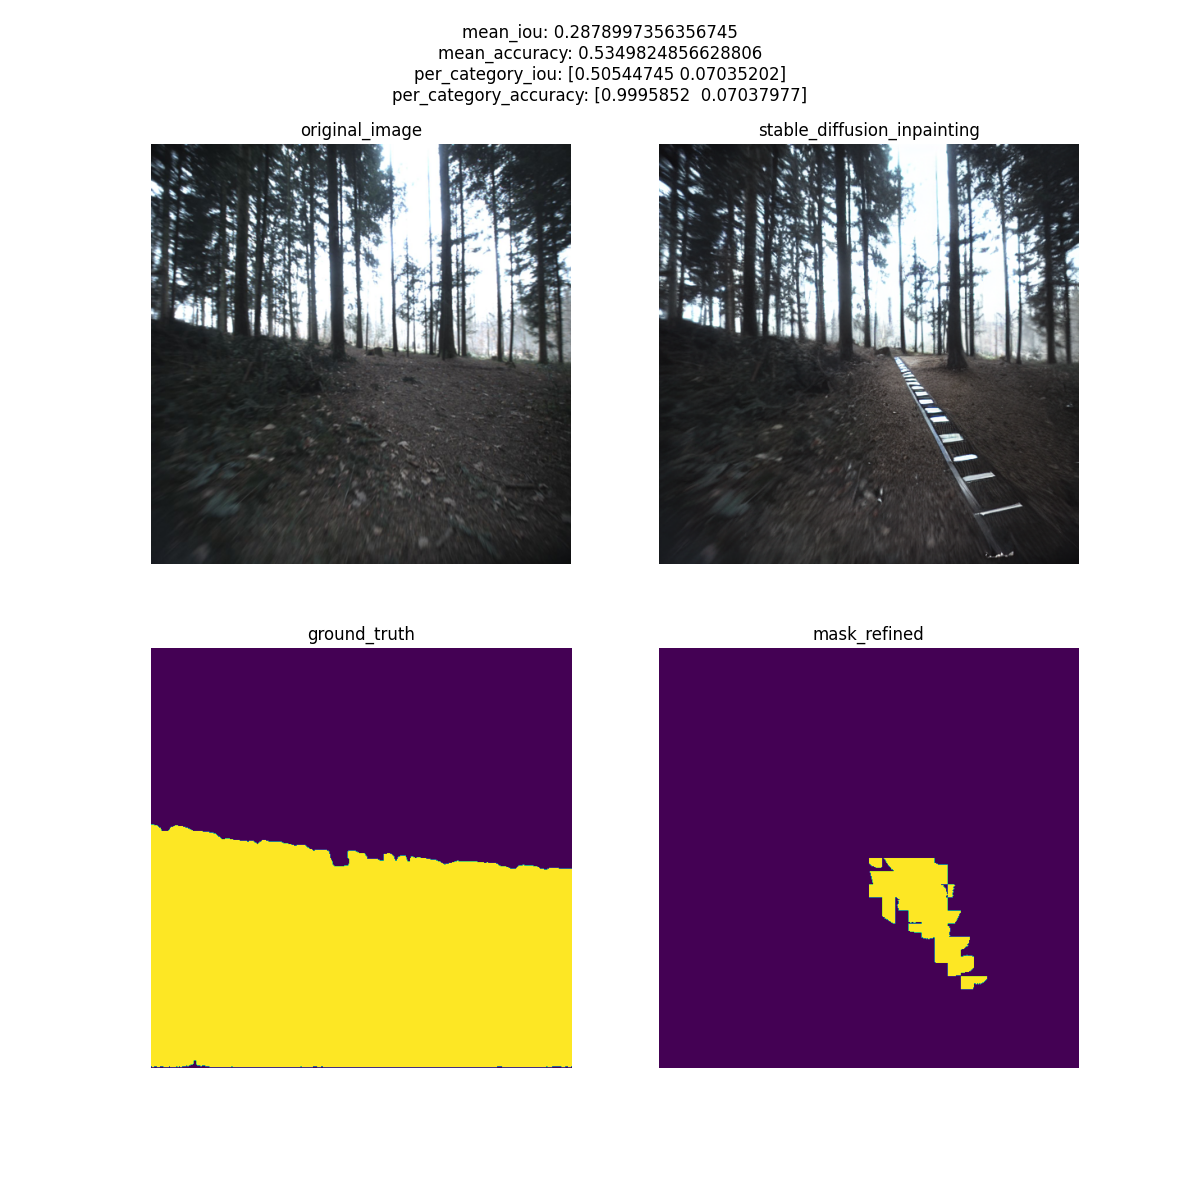 mean_iou: 0.2878997356356745
mean_accuracy: 0.5349824856628806
per_category_iou: [0.50544745 0.07035202]
per_category_accuracy: [0.9995852  0.07037977]
original_image
stable_diffusion_inpainting
ground_truth
mask_refined